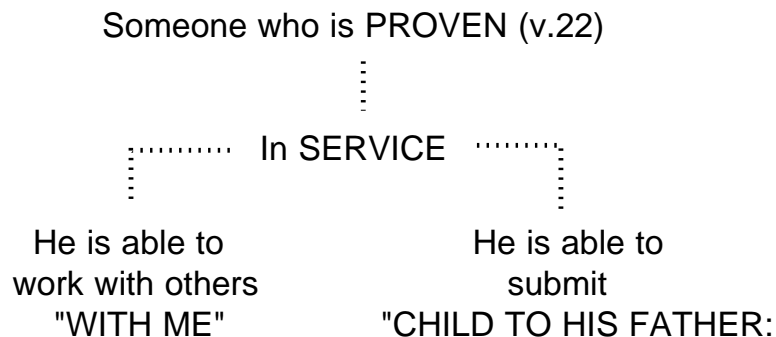 Someone who is PROVEN (v.22)
In SERVICE
He is able to
work with others
"WITH ME"
He is able to
submit
"CHILD TO HIS FATHER: